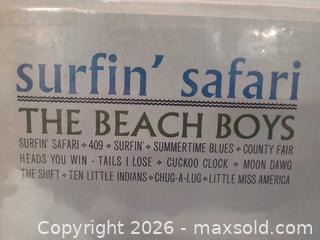 surfin' safari
THE BEACH BOYS
SURFIN' SAFARI ❖ 409 ❖ SURFIN' ❖ SUMMERTIME BLUES ❖ COUNTY FAIR
HEADS YOU WIN - TAILS I LOSE ❖ CUCKOO CLOCK ❖ MOON DAWG
THE SHIFT ❖ TEN LITTLE INDIANS ❖ CHUG-A-LUG ❖ LITTLE MISS AMERICA
Copyright © 2026 - maxsold.com